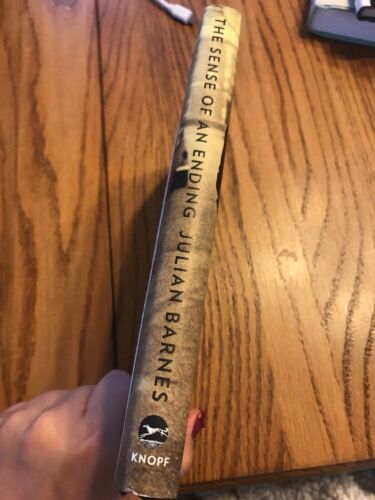 THE SENSE OF AN ENDING JULIAN BARNES
KNOPF